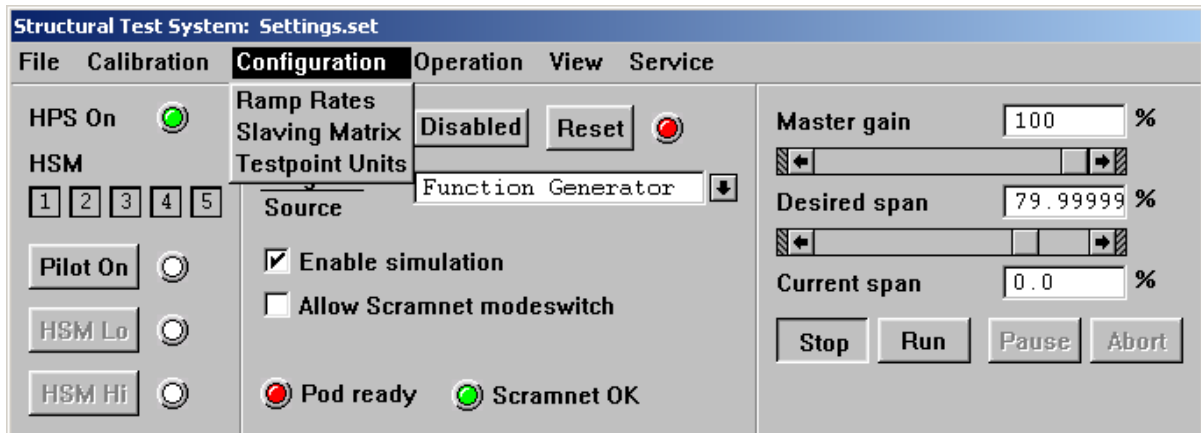 Structural Test System: Settings.set
File Calibration Configuration Operation View Service
Ramp Rates
Slaving Matrix
Testpoint Units
HPS On
HSM
1 2 3 4 5
Pilot On
HSM Lo
HSM Hi
Disabled Reset
Source
Function Generator
Enable simulation
Allow Scramnet modeswitch
Pod ready Scramnet OK
Master gain 100 %
Desired span 79.99999 %
Current span 0.0 %
Stop Run Pause Abort